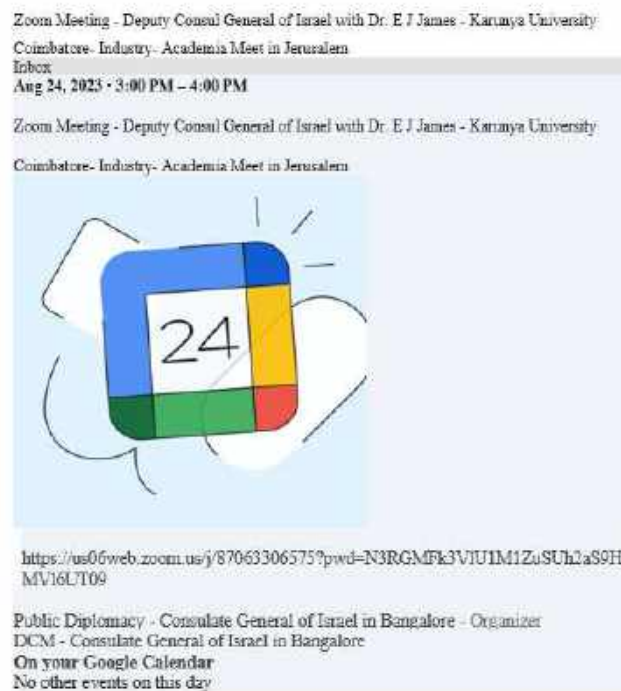 Zoom Meeting - Deputy Consul General of Israel with Dr. E J James - Karunya University
Coimbatore- Industry- Academia Meet in Jerusalem
Inbox
Aug 24, 2023 · 3:00 PM – 4:00 PM
Zoom Meeting - Deputy Consul General of Israel with Dr. E J James - Karunya University
Coimbatore- Industry- Academia Meet in Jerusalem
24
https://us06web.zoom.us/j/87063306575?pwd=N3RGMFk3VlU1M1ZuSUh2aS9H
MVl6UT09
Public Diplomacy - Consulate General of Israel in Bangalore - Organizer
DCM - Consulate General of Israel in Bangalore
On your Google Calendar
No other events on this day